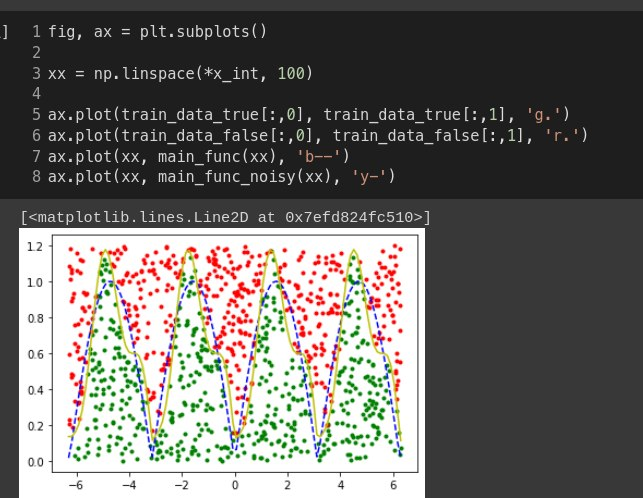 ]
1 fig, ax = plt.subplots()
2
3 xx = np.linspace(*x_int, 100)
4
5 ax.plot(train_data_true[:,0], train_data_true[:,1], 'g.')
6 ax.plot(train_data_false[:,0], train_data_false[:,1], 'r.')
7 ax.plot(xx, main_func(xx), 'b--')
8 ax.plot(xx, main_func_noisy(xx), 'y-')
[<matplotlib.lines.Line2D at 0x7efd824fc510>]
1.2
1.0
0.8
0.6
0.4
0.2
0.0
−6 −4 −2 0 2 4 6